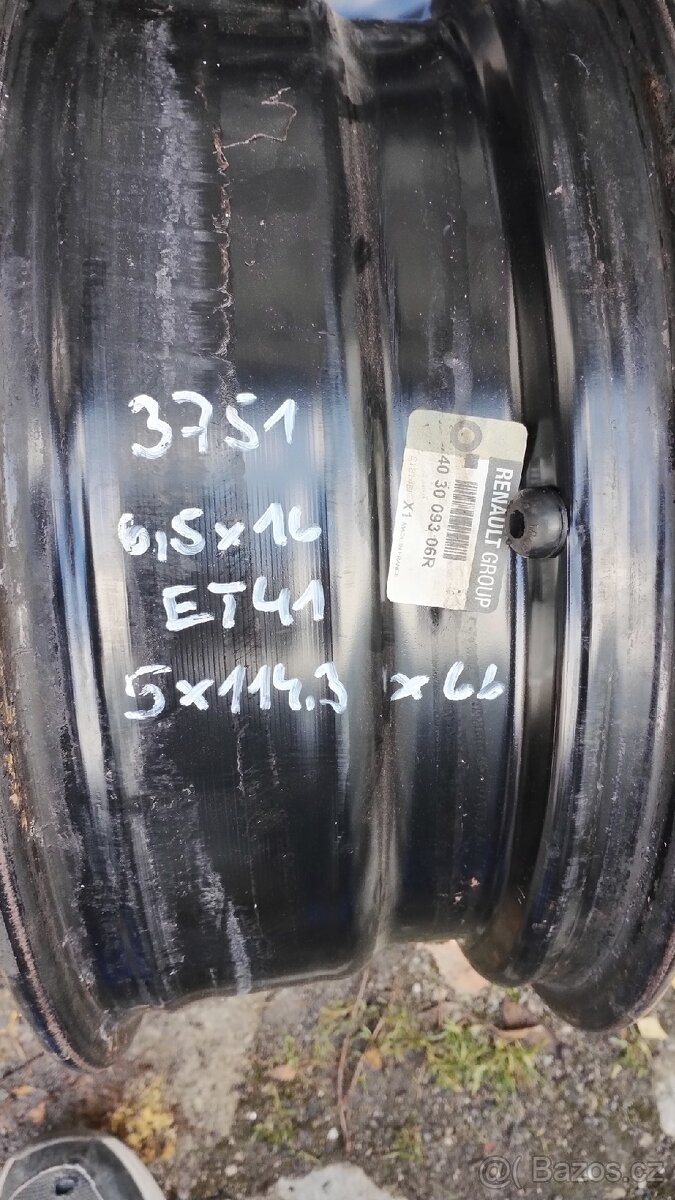 3751
6,5x16
ET41
5x114.3 x66
RENAULT GROUP
40 30 093 06R
X1
@( Bazos.cz